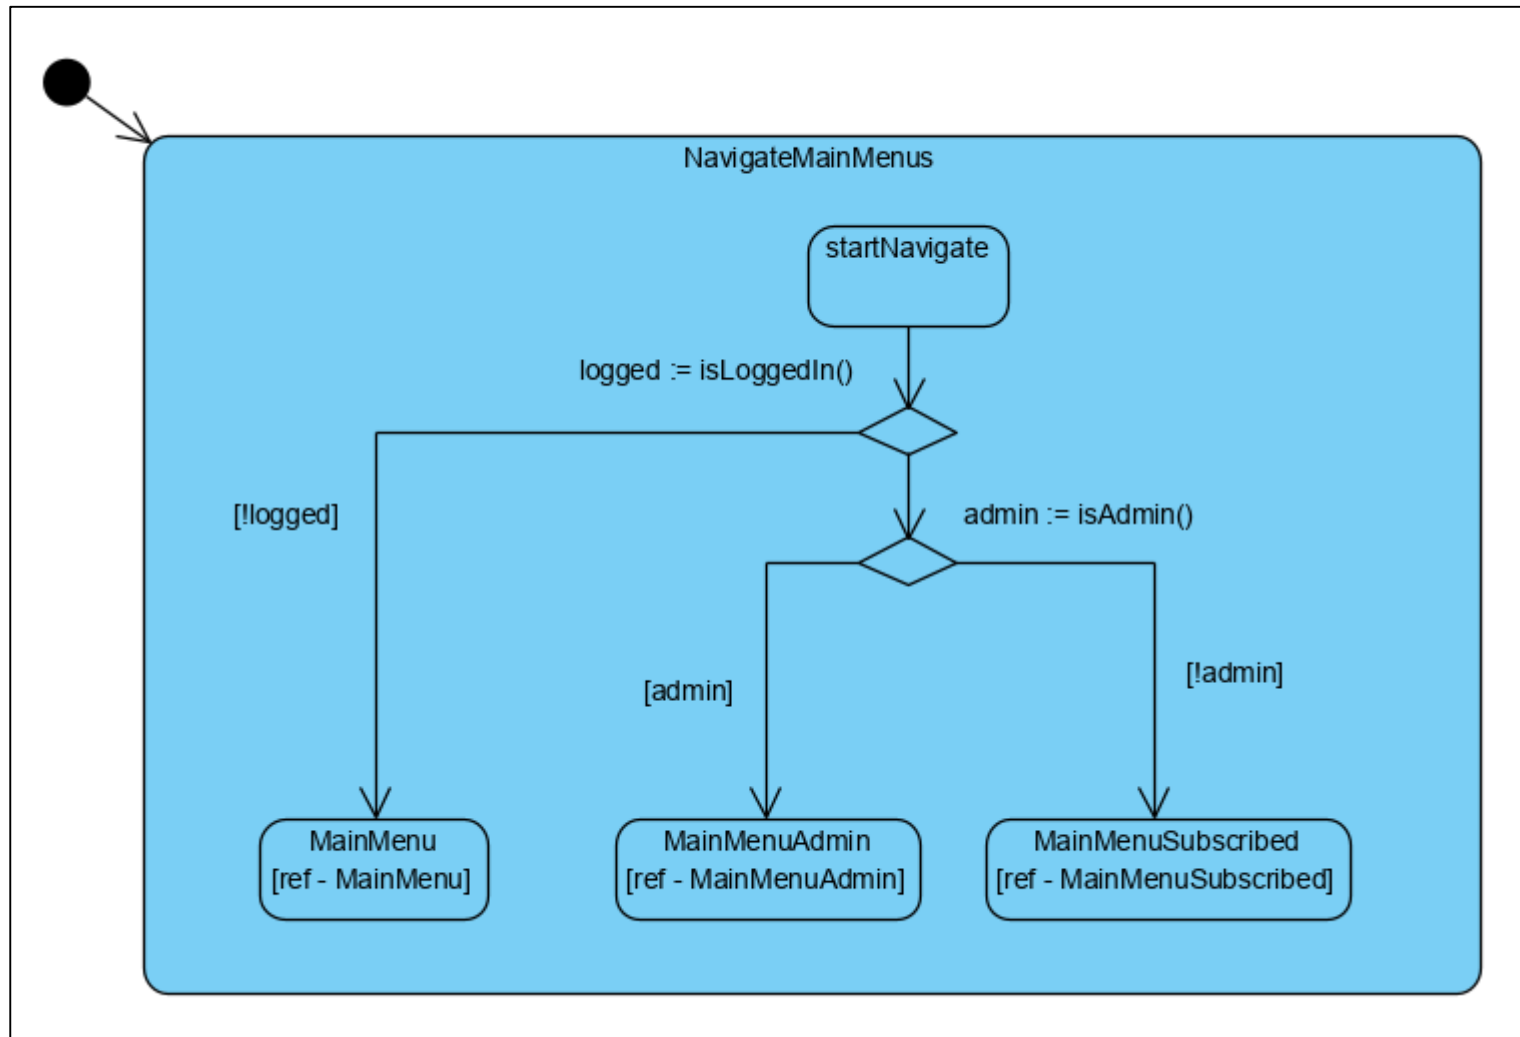 NavigateMainMenus
startNavigate
logged := isLoggedIn()
[!logged]
admin := isAdmin()
[admin]
[!admin]
MainMenu
[ref - MainMenu]
MainMenuAdmin
[ref - MainMenuAdmin]
MainMenuSubscribed
[ref - MainMenuSubscribed]